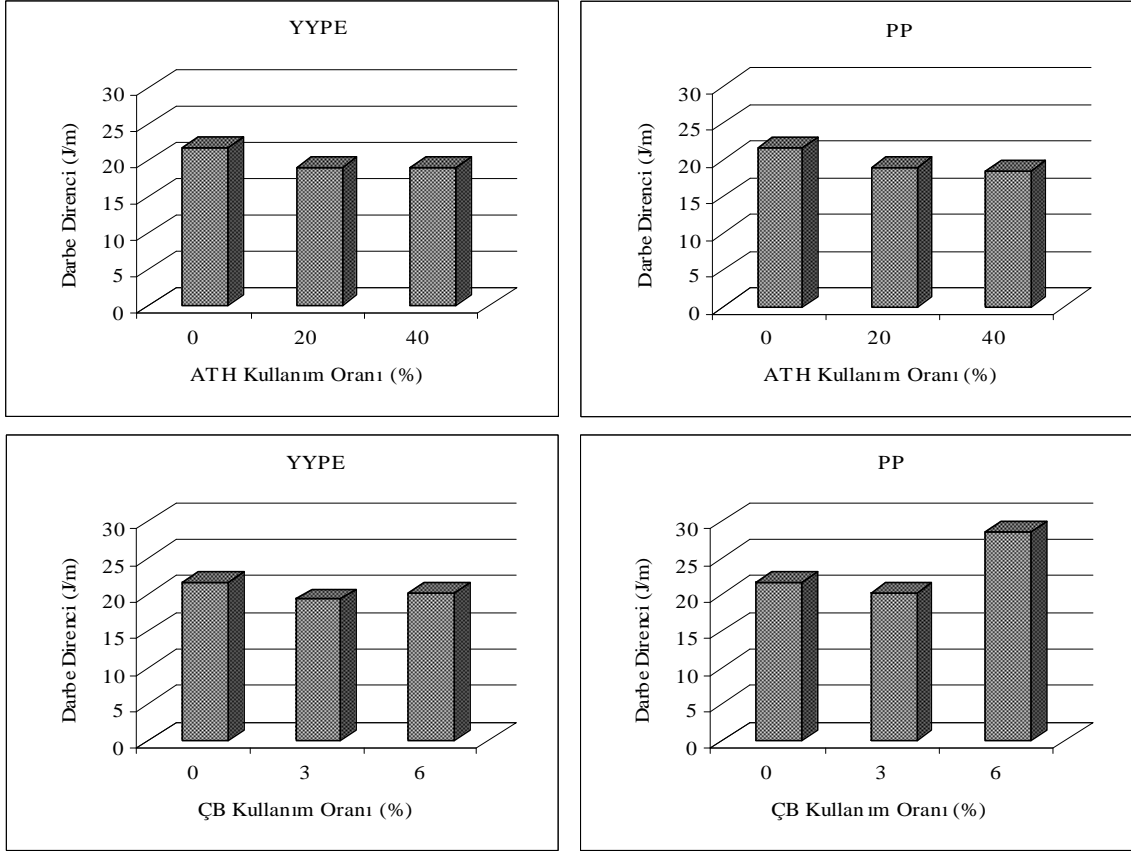 YYPE
30
25
20
15
10
5
0
Darbe Direnci (J/m)
0 20 40
ATH Kullanım Oranı (%)
PP
30
25
20
15
10
5
0
Darbe Direnci (J/m)
0 20 40
ATH Kullanım Oranı (%)
YYPE
30
25
20
15
10
5
0
Darbe Direnci (J/m)
0 3 6
ÇB Kullanım Oranı (%)
PP
30
25
20
15
10
5
0
Darbe Direnci (J/m)
0 3 6
ÇB Kullanım Oranı (%)